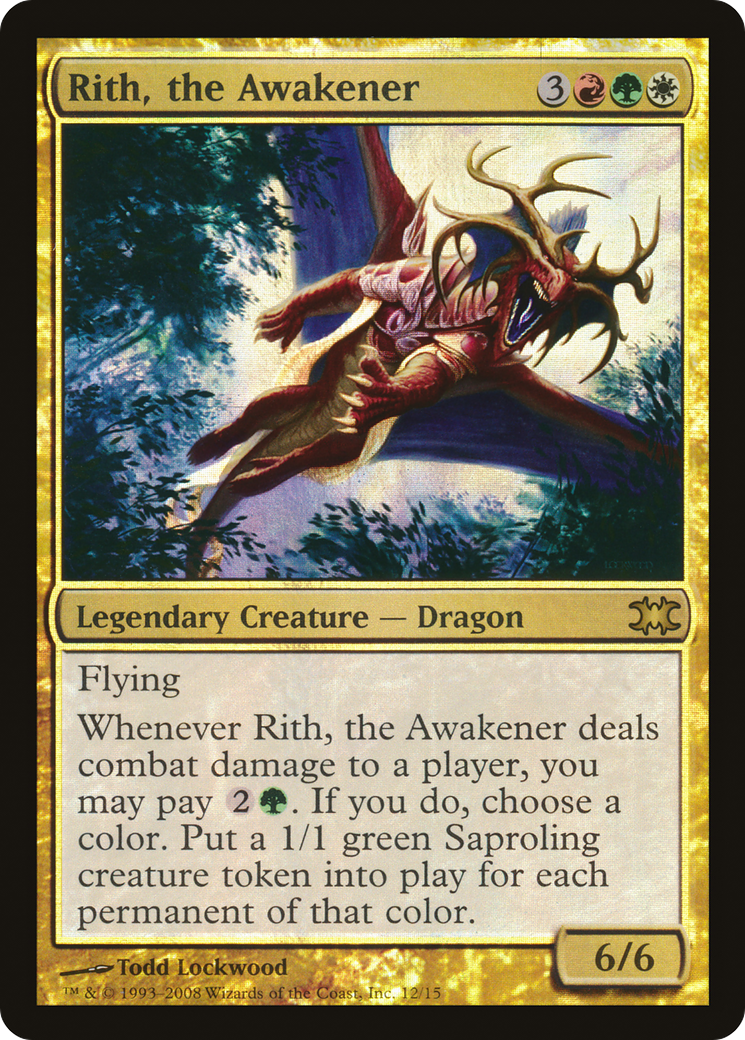 Rith, the Awakener 3
Legendary Creature — Dragon
Flying
Whenever Rith, the Awakener deals
combat damage to a player, you
may pay 2 . If you do, choose a
color. Put a 1/1 green Saproling
creature token into play for each
permanent of that color.
6/6
Todd Lockwood
™ & © 1993–2008 Wizards of the Coast, Inc. 12/15